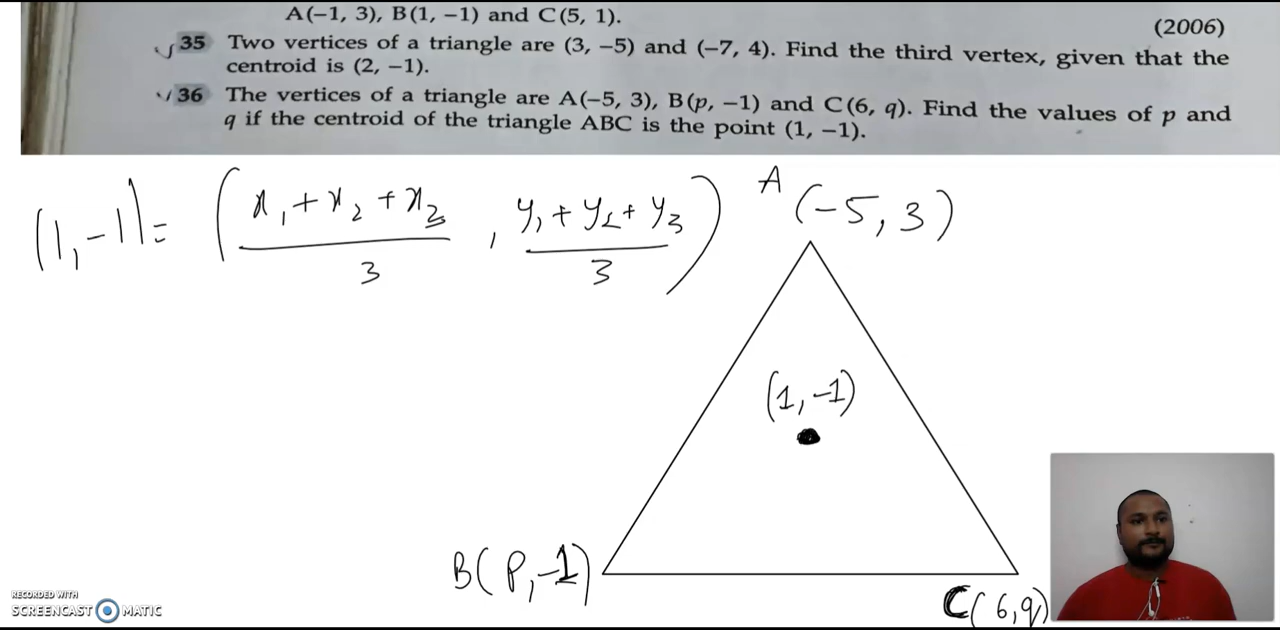 A(−1, 3), B(1, −1) and C(5, 1).
(2006)
35 Two vertices of a triangle are (3, −5) and (−7, 4). Find the third vertex, given that the
centroid is (2, −1).
36 The vertices of a triangle are A(−5, 3), B(p, −1) and C(6, q). Find the values of p and
q if the centroid of the triangle ABC is the point (1, −1).
(1, −1) = ( x₁ + x₂ + x₃ / 3 , y₁ + y₂ + y₃ / 3 )
A (−5, 3)
(1, −1)
B( P, −1)
C( 6, q)
RECORDED WITH
SCREENCAST MATIC